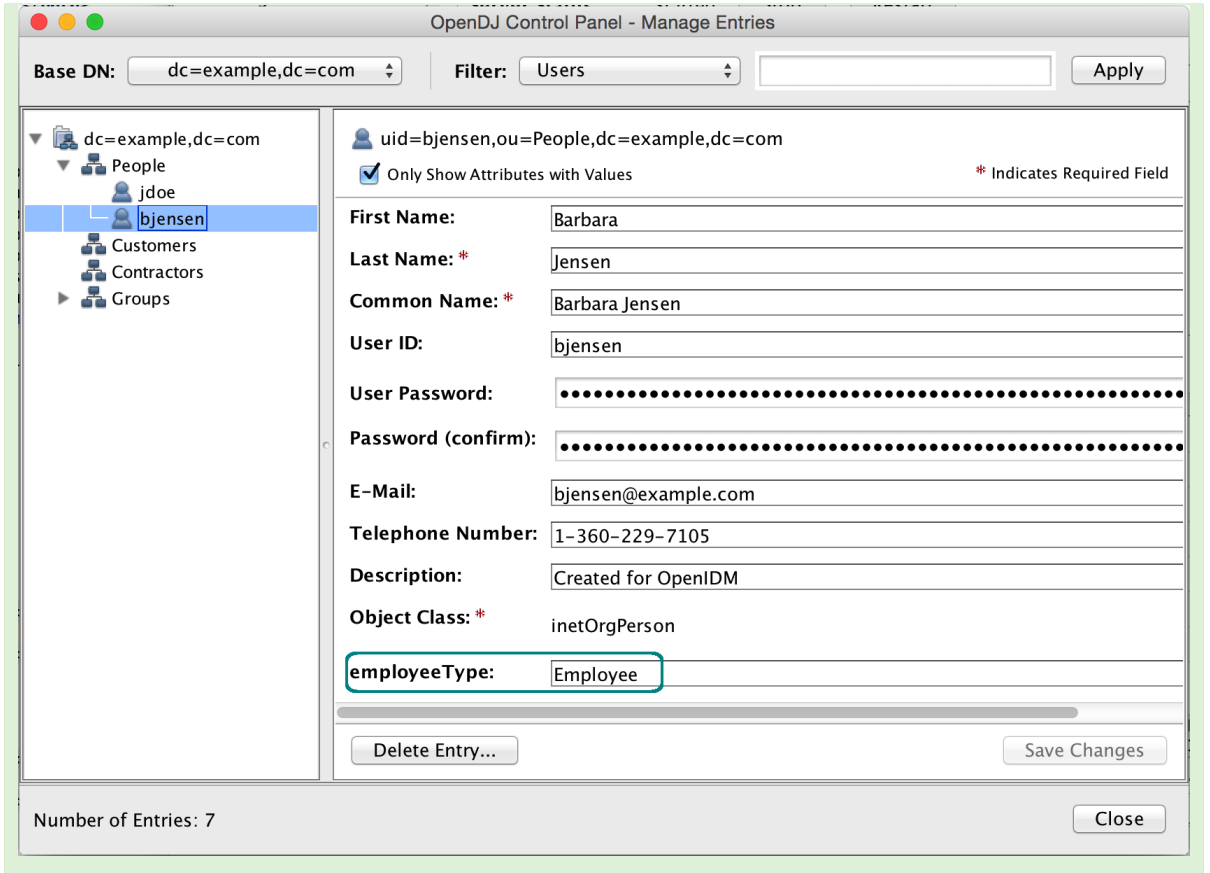 OpenDJ Control Panel - Manage Entries
Base DN: dc=example,dc=com Filter: Users Apply
dc=example,dc=com
People
jdoe
bjensen
Customers
Contractors
Groups
uid=bjensen,ou=People,dc=example,dc=com
Only Show Attributes with Values * Indicates Required Field
First Name: Barbara
Last Name: * Jensen
Common Name: * Barbara Jensen
User ID: bjensen
User Password: ••••••••••••••••••••••••••••••••••••••••••••••••••••••••
Password (confirm): ••••••••••••••••••••••••••••••••••••••••••••••••••••••••
E-Mail: bjensen@example.com
Telephone Number: 1-360-229-7105
Description: Created for OpenIDM
Object Class: * inetOrgPerson
employeeType: Employee
Delete Entry... Save Changes
Number of Entries: 7 Close